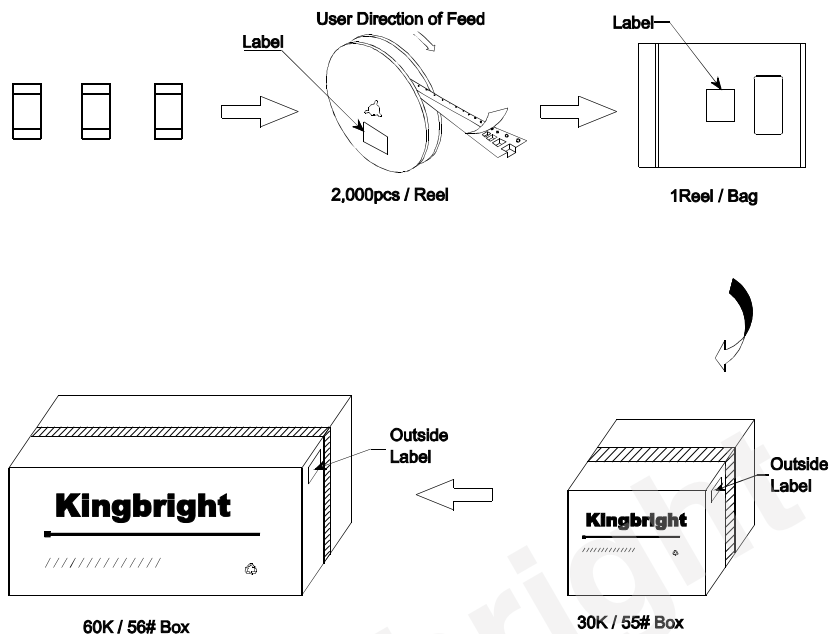 User Direction of Feed
Label
Label
2,000pcs / Reel
1Reel / Bag
Outside
Label
Kingbright
60K / 56# Box
Outside
Label
Kingbright
30K / 55# Box